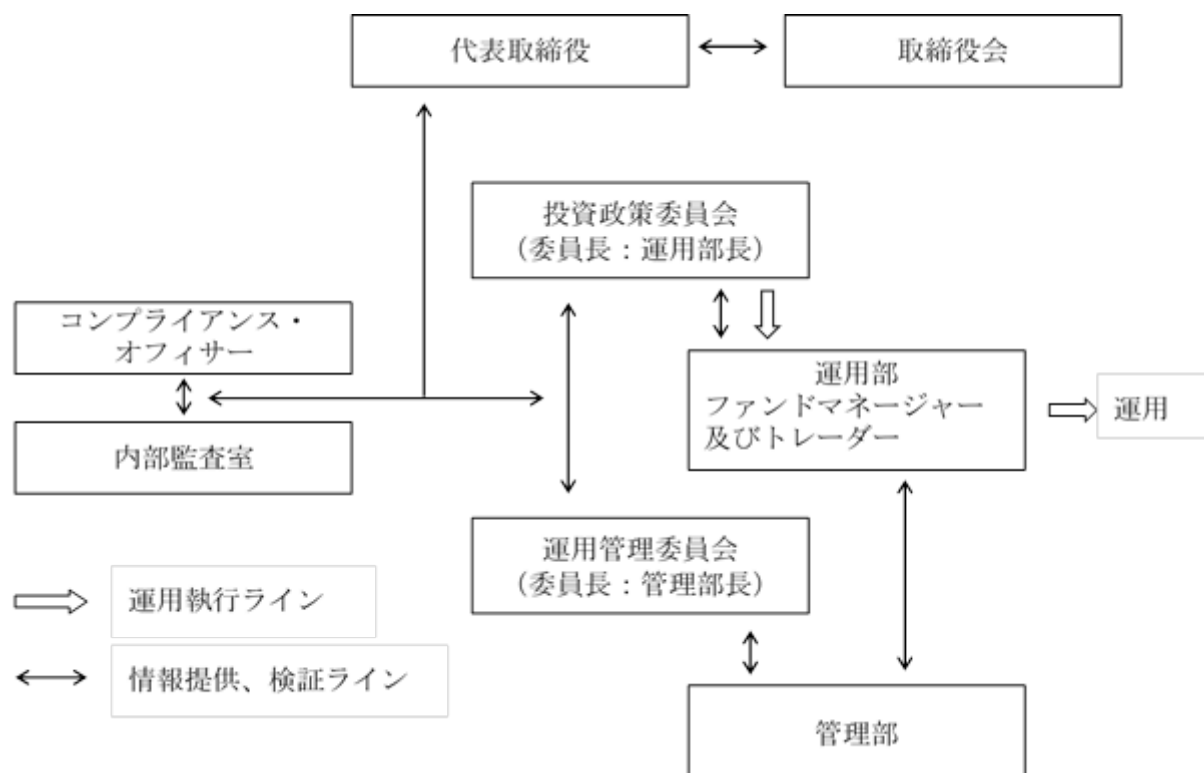 代表取締役
取締役会
投資政策委員会
（委員長：運用部長）
コンプライアンス・
オフィサー
運用部
ファンドマネージャー
及びトレーダー
運用
内部監査室
運用管理委員会
（委員長：管理部長）
運用執行ライン
情報提供、検証ライン
管理部